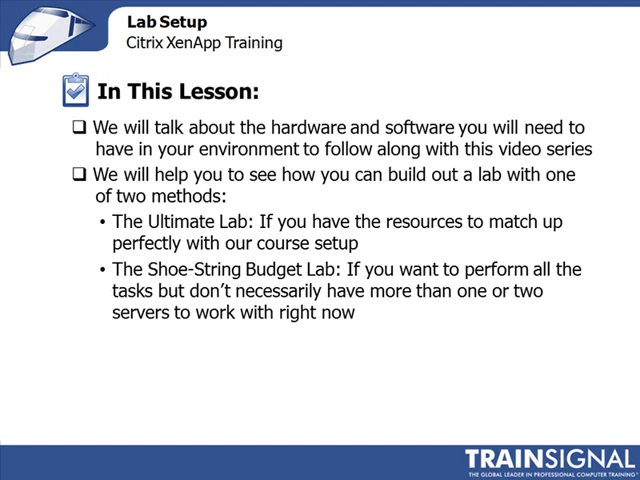 Lab Setup
Citrix XenApp Training
In This Lesson:
We will talk about the hardware and software you will need to
have in your environment to follow along with this video series
We will help you to see how you can build out a lab with one
of two methods:
• The Ultimate Lab: If you have the resources to match up
perfectly with our course setup
• The Shoe-String Budget Lab: If you want to perform all the
tasks but don’t necessarily have more than one or two
servers to work with right now
TRAINSIGNAL
THE GLOBAL LEADER IN PROFESSIONAL COMPUTER TRAINING